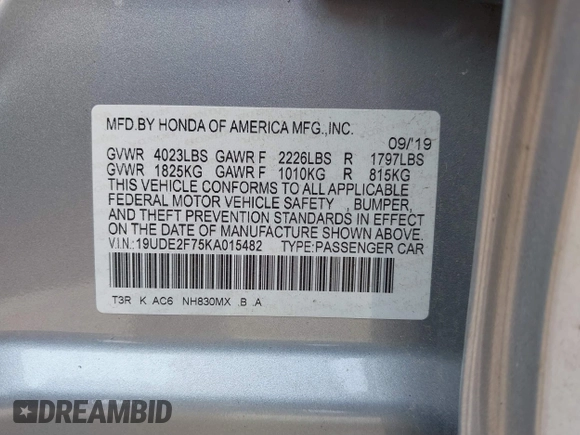 MFD.BY HONDA OF AMERICA MFG.,INC.
09/'19
GVWR 4023LBS GAWR F 2226LBS R 1797LBS
GVWR 1825KG GAWR F 1010KG R 815KG
THIS VEHICLE CONFORMS TO ALL APPLICABLE
FEDERAL MOTOR VEHICLE SAFETY ,BUMPER,
AND THEFT PREVENTION STANDARDS IN EFFECT
ON THE DATE OF MANUFACTURE SHOWN ABOVE.
V.I.N.:19UDE2F75KA015482 TYPE:PASSENGER CAR
T3R K AC6 NH830MX .B .A
DREAMBID